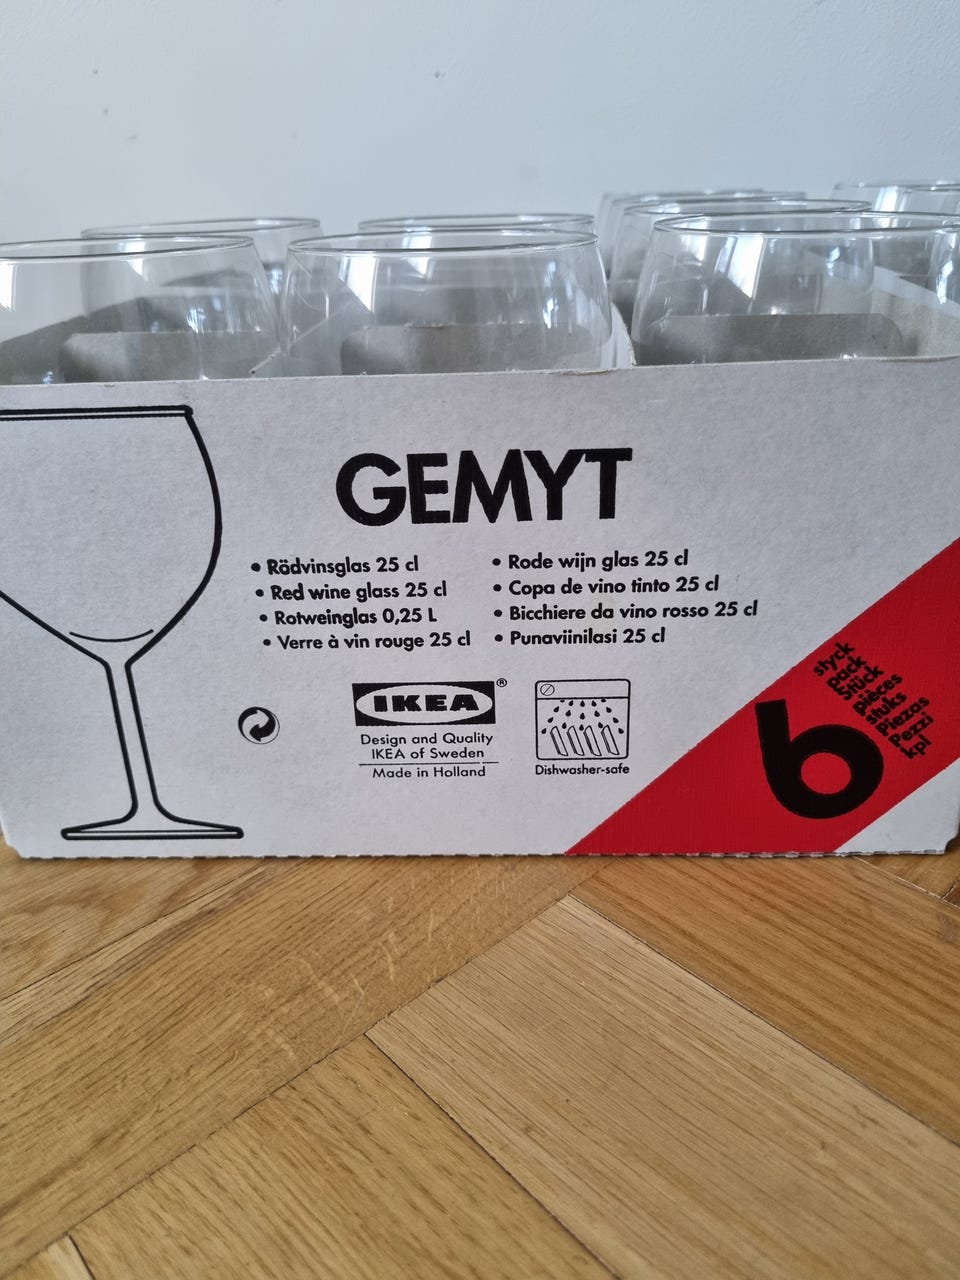 GEMYT
• Rödvinsglas 25 cl
• Red wine glass 25 cl
• Rotweinglas 0,25 L
• Verre à vin rouge 25 cl
• Rode wijn glas 25 cl
• Copa de vino tinto 25 cl
• Bicchiere da vino rosso 25 cl
• Punaviinilasi 25 cl
IKEA®
Design and Quality
IKEA of Sweden
Made in Holland
Dishwasher-safe
6
styck
pack
Stück
pièces
stuks
Piezas
Pezzi
kpl